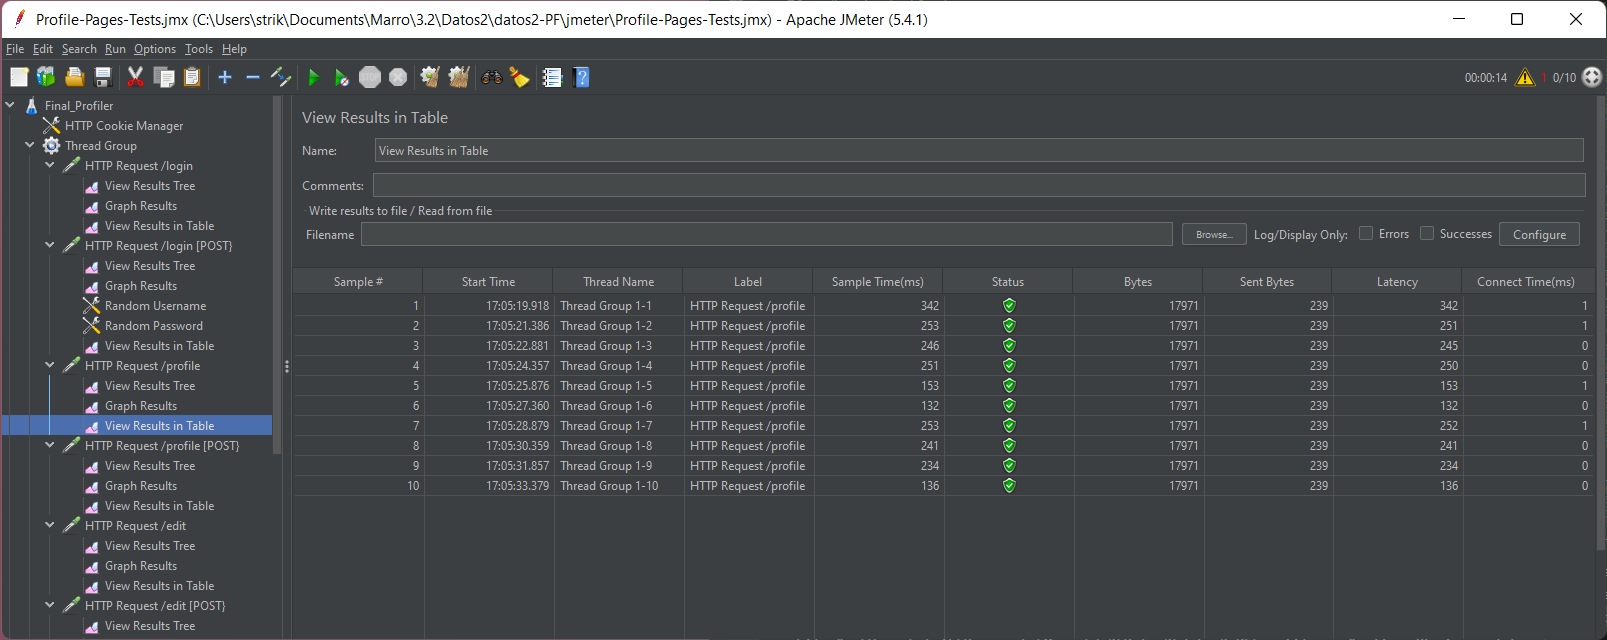 Profile-Pages-Tests.jmx (C:\Users\strik\Documents\Marro\3.2\Datos2\datos2-PF\jmeter\Profile-Pages-Tests.jmx) - Apache JMeter (5.4.1)
File Edit Search Run Options Tools Help
STOP 00:00:14 1 0/10
Final_Profiler
HTTP Cookie Manager
Thread Group
HTTP Request /login
View Results Tree
Graph Results
View Results in Table
HTTP Request /login [POST}
View Results Tree
Graph Results
Random Username
Random Password
View Results in Table
HTTP Request /profile
View Results Tree
Graph Results
View Results in Table
HTTP Request /profile [POST}
View Results Tree
Graph Results
View Results in Table
HTTP Request /edit
View Results Tree
Graph Results
View Results in Table
HTTP Request /edit [POST}
View Results Tree
View Results in Table
Name: View Results in Table
Comments:
Write results to file / Read from file
Filename Browse... Log/Display Only: Errors Successes Configure
Sample # Start Time Thread Name Label Sample Time(ms) Status Bytes Sent Bytes Latency Connect Time(ms)
1 17:05:19.918 Thread Group 1-1 HTTP Request /profile 342 17971 239 342 1
2 17:05:21.386 Thread Group 1-2 HTTP Request /profile 253 17971 239 251 1
3 17:05:22.881 Thread Group 1-3 HTTP Request /profile 246 17971 239 245 0
4 17:05:24.357 Thread Group 1-4 HTTP Request /profile 251 17971 239 250 0
5 17:05:25.876 Thread Group 1-5 HTTP Request /profile 153 17971 239 153 1
6 17:05:27.360 Thread Group 1-6 HTTP Request /profile 132 17971 239 132 0
7 17:05:28.879 Thread Group 1-7 HTTP Request /profile 253 17971 239 252 1
8 17:05:30.359 Thread Group 1-8 HTTP Request /profile 241 17971 239 241 0
9 17:05:31.857 Thread Group 1-9 HTTP Request /profile 234 17971 239 234 0
10 17:05:33.379 Thread Group 1-10 HTTP Request /profile 136 17971 239 136 0